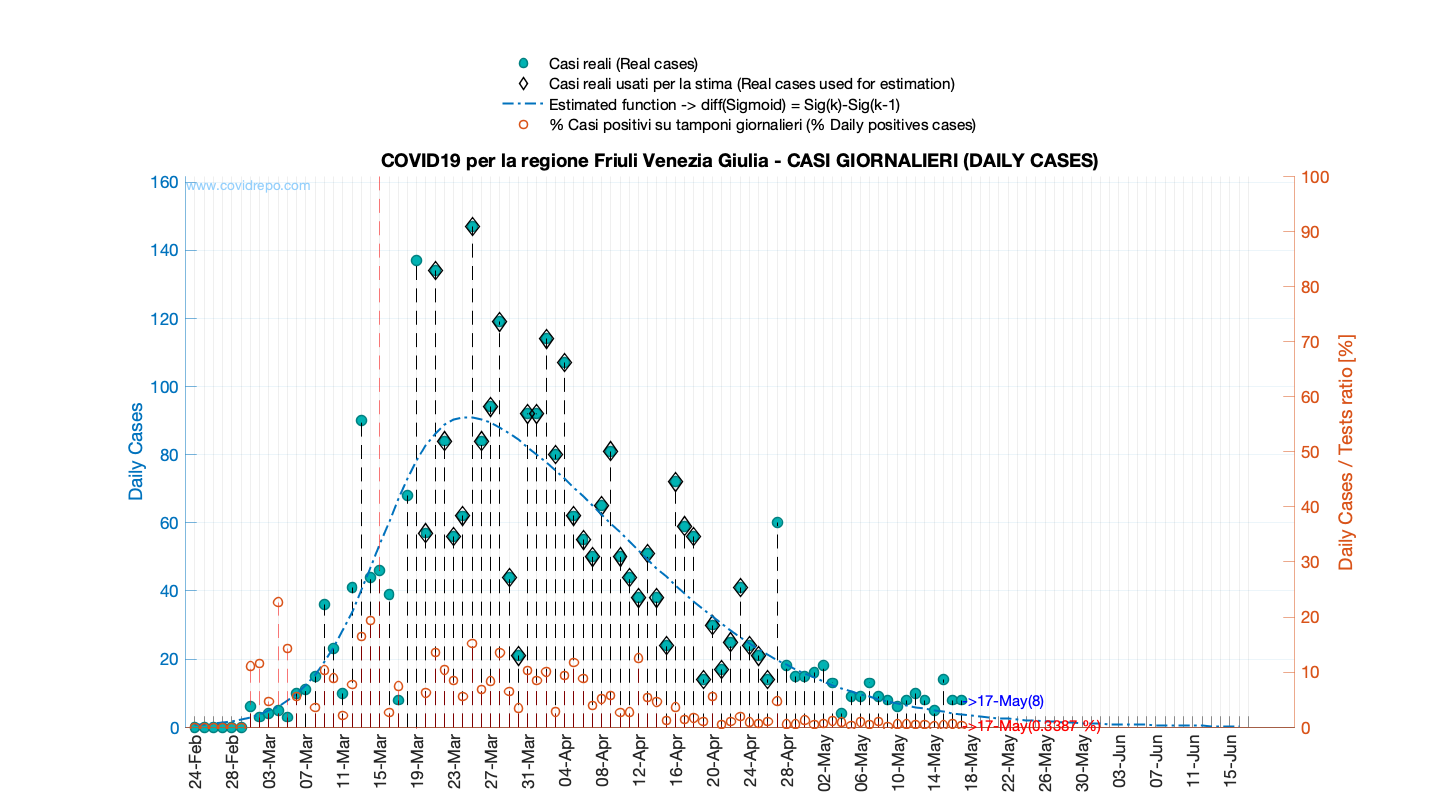 Casi reali (Real cases)
Casi reali usati per la stima (Real cases used for estimation)
Estimated function -> diff(Sigmoid) = Sig(k)-Sig(k-1)
% Casi positivi su tamponi giornalieri (% Daily positives cases)
COVID19 per la regione Friuli Venezia Giulia - CASI GIORNALIERI (DAILY CASES)
www.covidrepo.com
Daily Cases
160
140
120
100
80
60
40
20
0
100
90
80
70
60
50
40
30
20
10
0
Daily Cases / Tests ratio [%]
>17-May(8)
>17-May(0.3387 %)
24-Feb
28-Feb
03-Mar
07-Mar
11-Mar
15-Mar
19-Mar
23-Mar
27-Mar
31-Mar
04-Apr
08-Apr
12-Apr
16-Apr
20-Apr
24-Apr
28-Apr
02-May
06-May
10-May
14-May
18-May
22-May
26-May
30-May
03-Jun
07-Jun
11-Jun
15-Jun